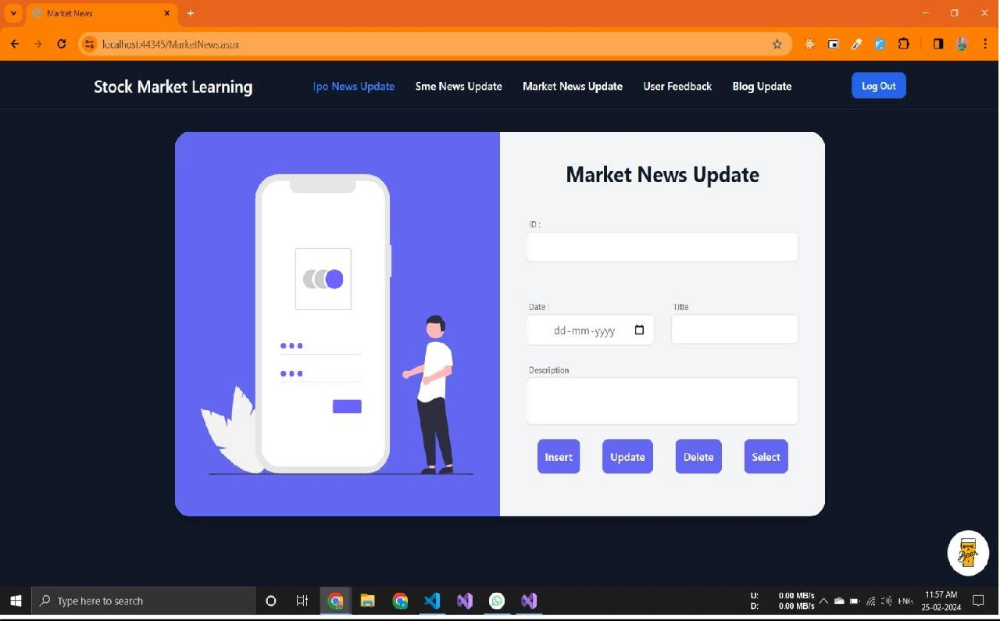 Market News
localhost:44345/MarketNews.aspx
Stock Market Learning
Ipo News Update
Sme News Update
Market News Update
User Feedback
Blog Update
Log Out
Market News Update
ID :
Date :
Title
dd-mm-yyyy
Description
Insert
Update
Delete
Select
Beer
Type here to search
U: 0.00 MB/s
D: 0.00 MB/s
ENG
11:57 AM
25-02-2024